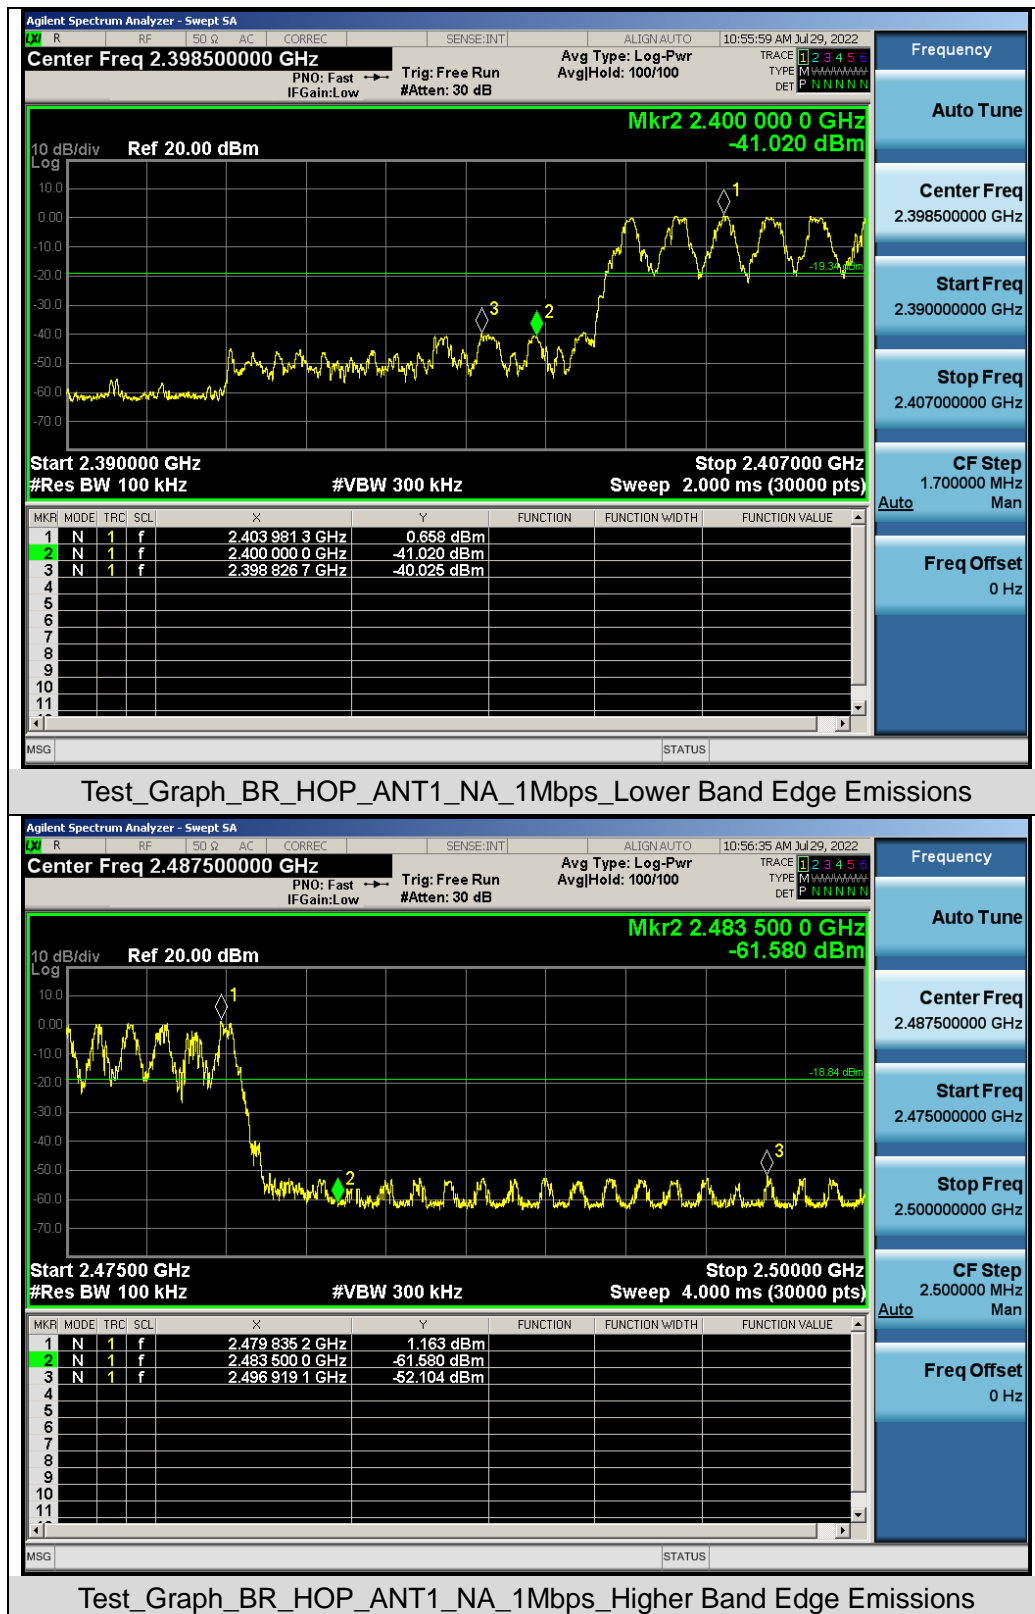 Agilent Spectrum Analyzer - Swept SA
LXI R RF 50 Ω AC CORREC SENSE:INT ALIGN AUTO 10:55:59 AM Jul 29, 2022
Center Freq 2.398500000 GHz
PNO: Fast
IFGain:Low
Trig: Free Run
#Atten: 30 dB
Avg Type: Log-Pwr
Avg|Hold: 100/100
TRACE 1 2 3 4 5 6
TYPE M WWWWW
DET P N N N N N
Mkr2 2.400 000 0 GHz
-41.020 dBm
10 dB/div Ref 20.00 dBm
Log
10.0
0.00
-10.0
-20.0
-30.0
-40.0
-50.0
-60.0
-70.0
1
-19.34 dBm
3
2
Start 2.390000 GHz Stop 2.407000 GHz
#Res BW 100 kHz #VBW 300 kHz Sweep 2.000 ms (30000 pts)
MKR MODE TRC SCL X Y FUNCTION FUNCTION WIDTH FUNCTION VALUE
1 N 1 f 2.403 981 3 GHz 0.658 dBm
2 N 1 f 2.400 000 0 GHz -41.020 dBm
3 N 1 f 2.398 826 7 GHz -40.025 dBm
4
5
6
7
8
9
10
11
MSG STATUS
Frequency
Auto Tune
Center Freq
2.398500000 GHz
Start Freq
2.390000000 GHz
Stop Freq
2.407000000 GHz
CF Step
1.700000 MHz
Auto Man
Freq Offset
0 Hz
Test_Graph_BR_HOP_ANT1_NA_1Mbps_Lower Band Edge Emissions
Agilent Spectrum Analyzer - Swept SA
LXI R RF 50 Ω AC CORREC SENSE:INT ALIGN AUTO 10:56:35 AM Jul 29, 2022
Center Freq 2.487500000 GHz
PNO: Fast
IFGain:Low
Trig: Free Run
#Atten: 30 dB
Avg Type: Log-Pwr
Avg|Hold: 100/100
TRACE 1 2 3 4 5 6
TYPE M WWWWW
DET P N N N N N
Mkr2 2.483 500 0 GHz
-61.580 dBm
10 dB/div Ref 20.00 dBm
Log
10.0
0.00
-10.0
-20.0
-30.0
-40.0
-50.0
-60.0
-70.0
1
-18.84 dBm
3
2
Start 2.47500 GHz Stop 2.50000 GHz
#Res BW 100 kHz #VBW 300 kHz Sweep 4.000 ms (30000 pts)
MKR MODE TRC SCL X Y FUNCTION FUNCTION WIDTH FUNCTION VALUE
1 N 1 f 2.479 835 2 GHz 1.163 dBm
2 N 1 f 2.483 500 0 GHz -61.580 dBm
3 N 1 f 2.496 919 1 GHz -52.104 dBm
4
5
6
7
8
9
10
11
MSG STATUS
Frequency
Auto Tune
Center Freq
2.487500000 GHz
Start Freq
2.475000000 GHz
Stop Freq
2.500000000 GHz
CF Step
2.500000 MHz
Auto Man
Freq Offset
0 Hz
Test_Graph_BR_HOP_ANT1_NA_1Mbps_Higher Band Edge Emissions